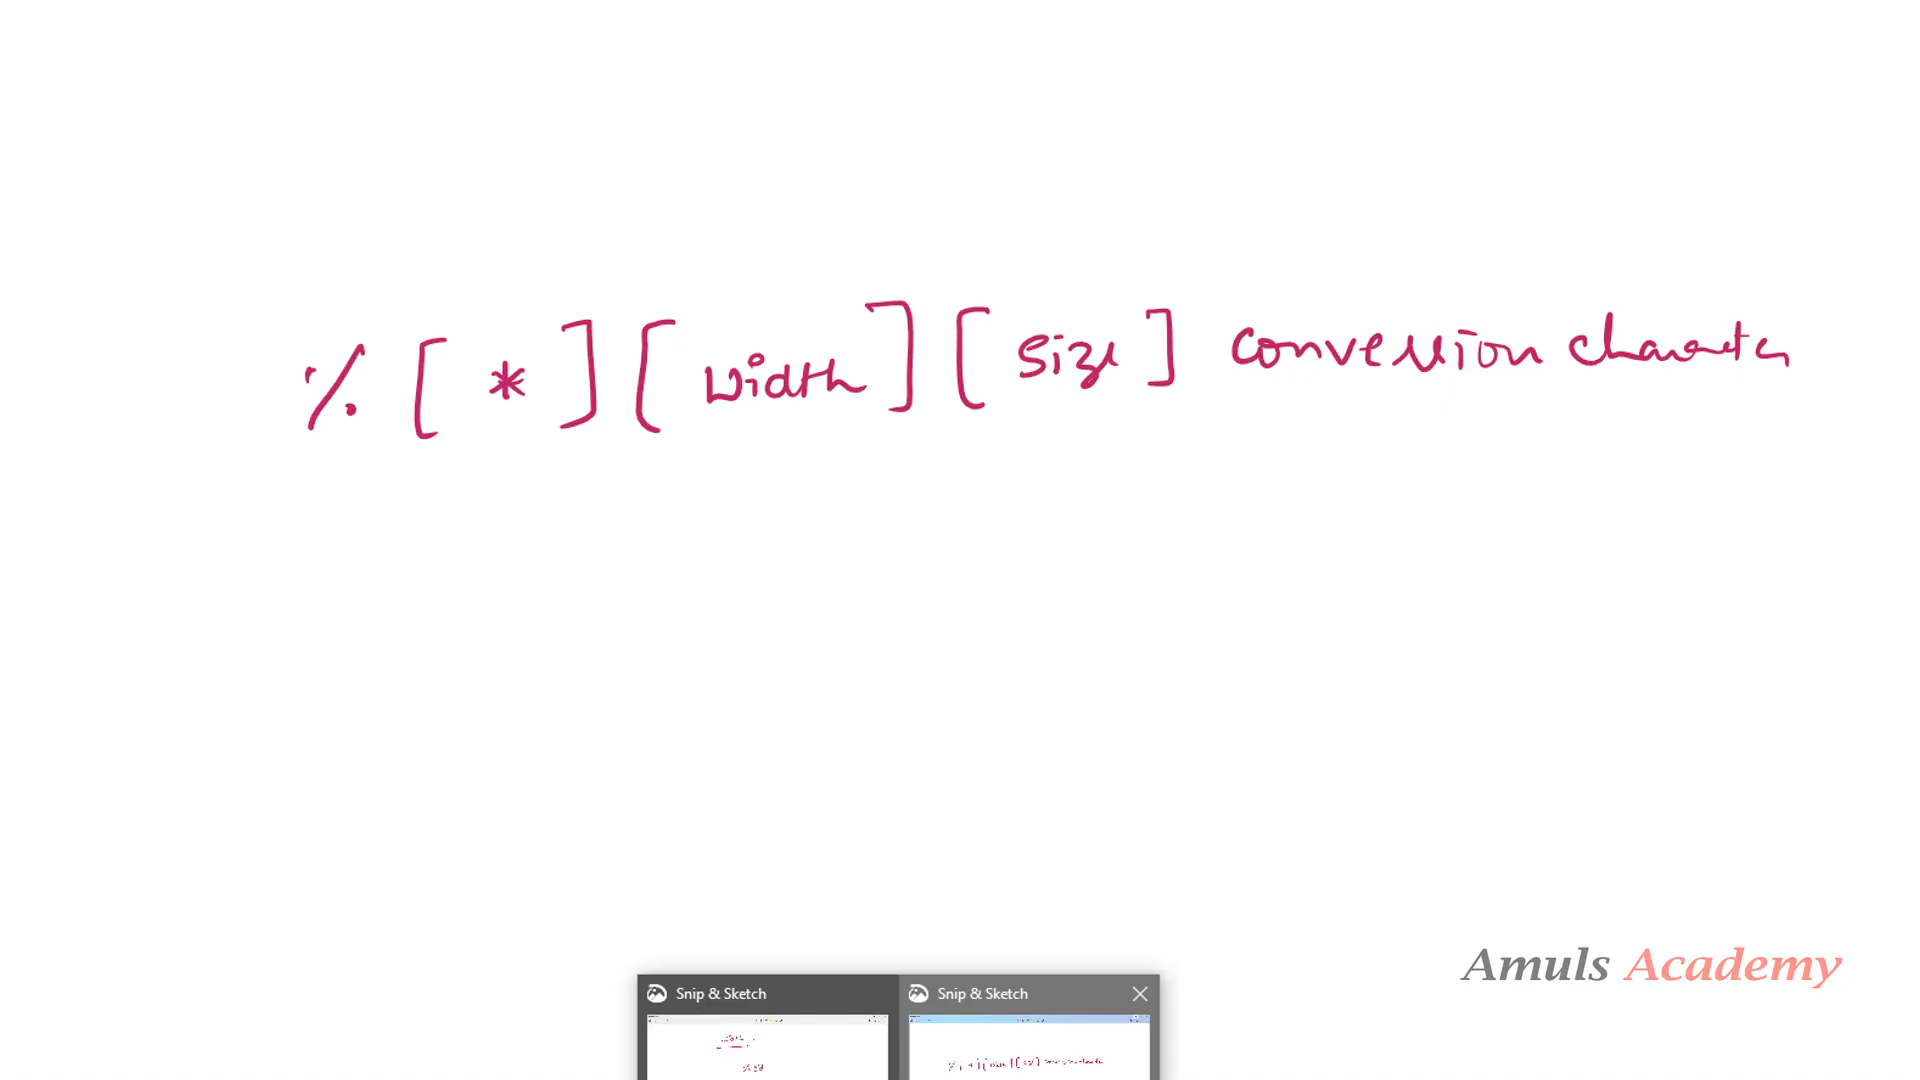 % [ * ] [ width ] [ size ] conversion character
Amuls Academy
Snip & Sketch
Snip & Sketch